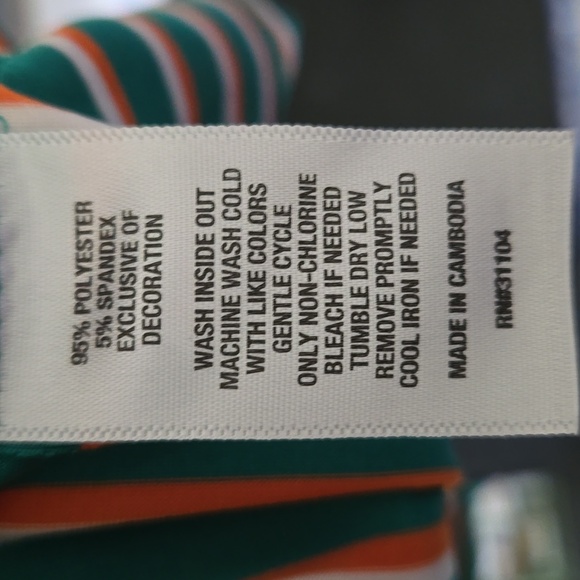 95% POLYESTER
5% SPANDEX
EXCLUSIVE OF
DECORATION
WASH INSIDE OUT
MACHINE WASH COLD
WITH LIKE COLORS
GENTLE CYCLE
ONLY NON-CHLORINE
BLEACH IF NEEDED
TUMBLE DRY LOW
REMOVE PROMPTLY
COOL IRON IF NEEDED
MADE IN CAMBODIA
RN#31104